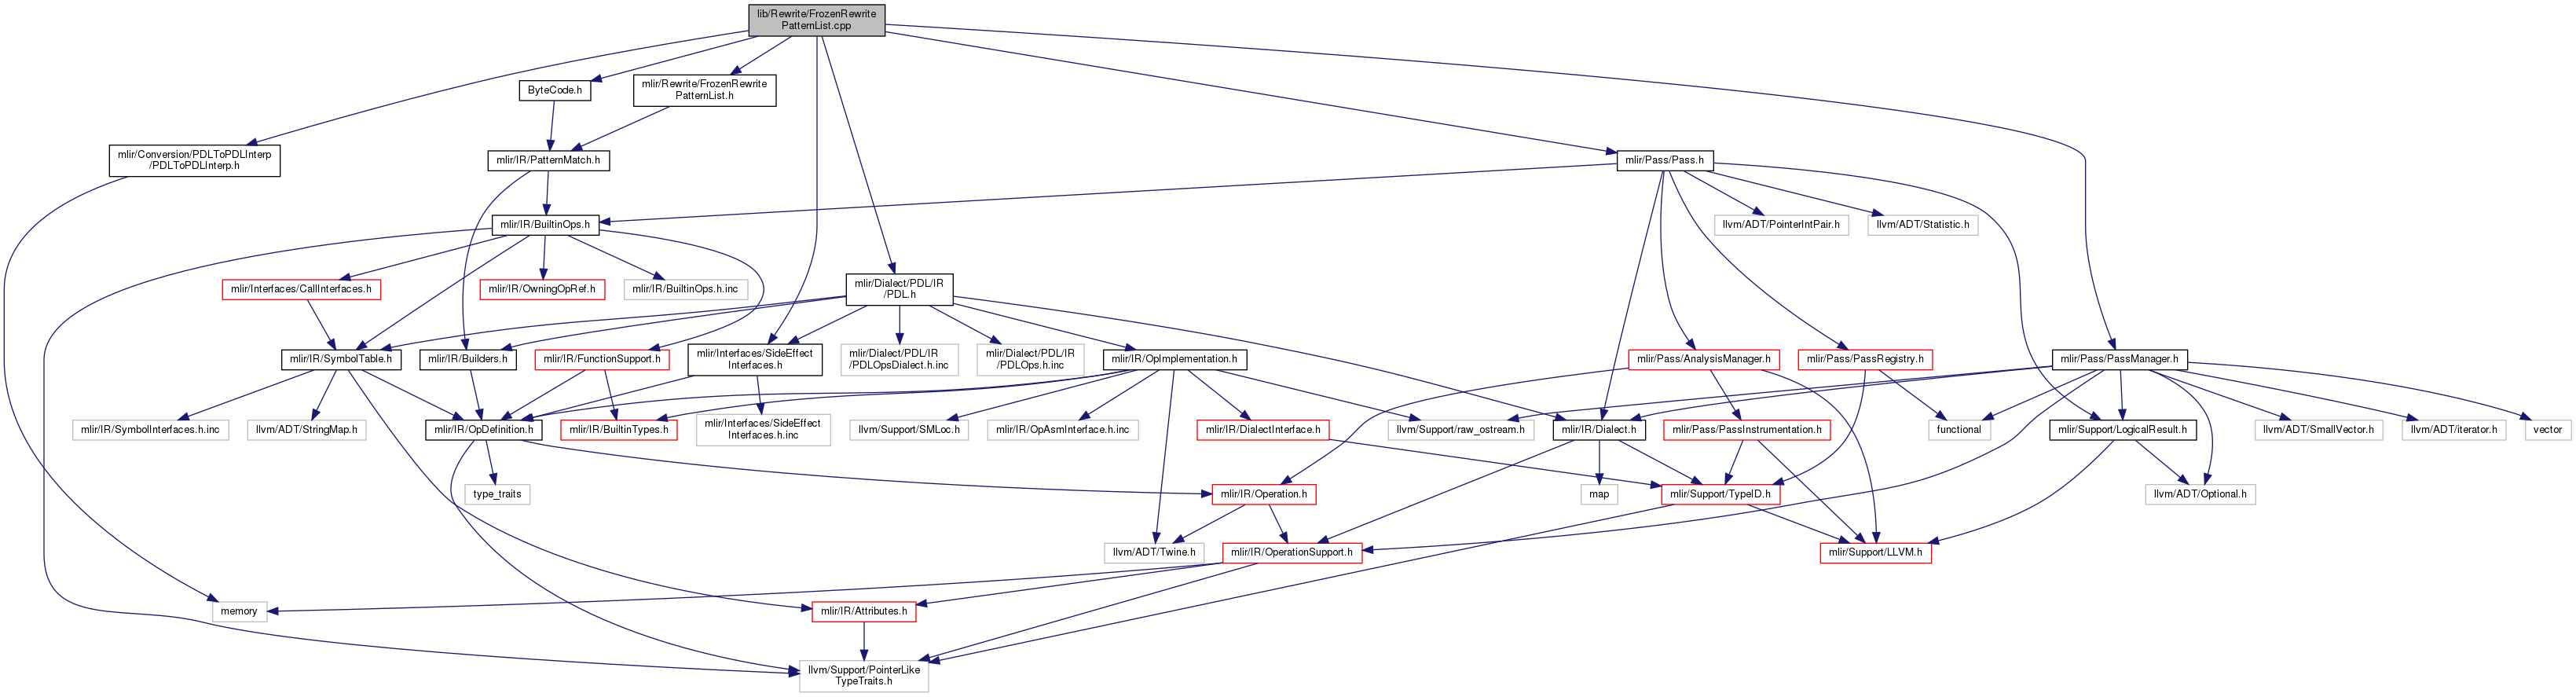 lib/Rewrite/FrozenRewrite
PatternList.cpp
ByteCode.h
mlir/Rewrite/FrozenRewrite
PatternList.h
mlir/Conversion/PDLToPDLInterp
/PDLToPDLInterp.h
mlir/IR/PatternMatch.h
mlir/Pass/Pass.h
mlir/IR/BuiltinOps.h
llvm/ADT/PointerIntPair.h
llvm/ADT/Statistic.h
mlir/Interfaces/CallInterfaces.h
mlir/IR/OwningOpRef.h
mlir/IR/BuiltinOps.h.inc
mlir/Dialect/PDL/IR
/PDL.h
mlir/IR/SymbolTable.h
mlir/IR/Builders.h
mlir/IR/FunctionSupport.h
mlir/Interfaces/SideEffect
Interfaces.h
mlir/Dialect/PDL/IR
/PDLOpsDialect.h.inc
mlir/Dialect/PDL/IR
/PDLOps.h.inc
mlir/IR/OpImplementation.h
mlir/Pass/AnalysisManager.h
mlir/Pass/PassRegistry.h
mlir/Pass/PassManager.h
mlir/IR/SymbolInterfaces.h.inc
llvm/ADT/StringMap.h
mlir/IR/OpDefinition.h
mlir/IR/BuiltinTypes.h
mlir/Interfaces/SideEffect
Interfaces.h.inc
llvm/Support/SMLoc.h
mlir/IR/OpAsmInterface.h.inc
mlir/IR/DialectInterface.h
llvm/Support/raw_ostream.h
mlir/IR/Dialect.h
mlir/Pass/PassInstrumentation.h
functional
mlir/Support/LogicalResult.h
llvm/ADT/SmallVector.h
llvm/ADT/iterator.h
vector
type_traits
mlir/IR/Operation.h
map
mlir/Support/TypeID.h
llvm/ADT/Optional.h
llvm/ADT/Twine.h
mlir/IR/OperationSupport.h
mlir/Support/LLVM.h
memory
mlir/IR/Attributes.h
llvm/Support/PointerLike
TypeTraits.h